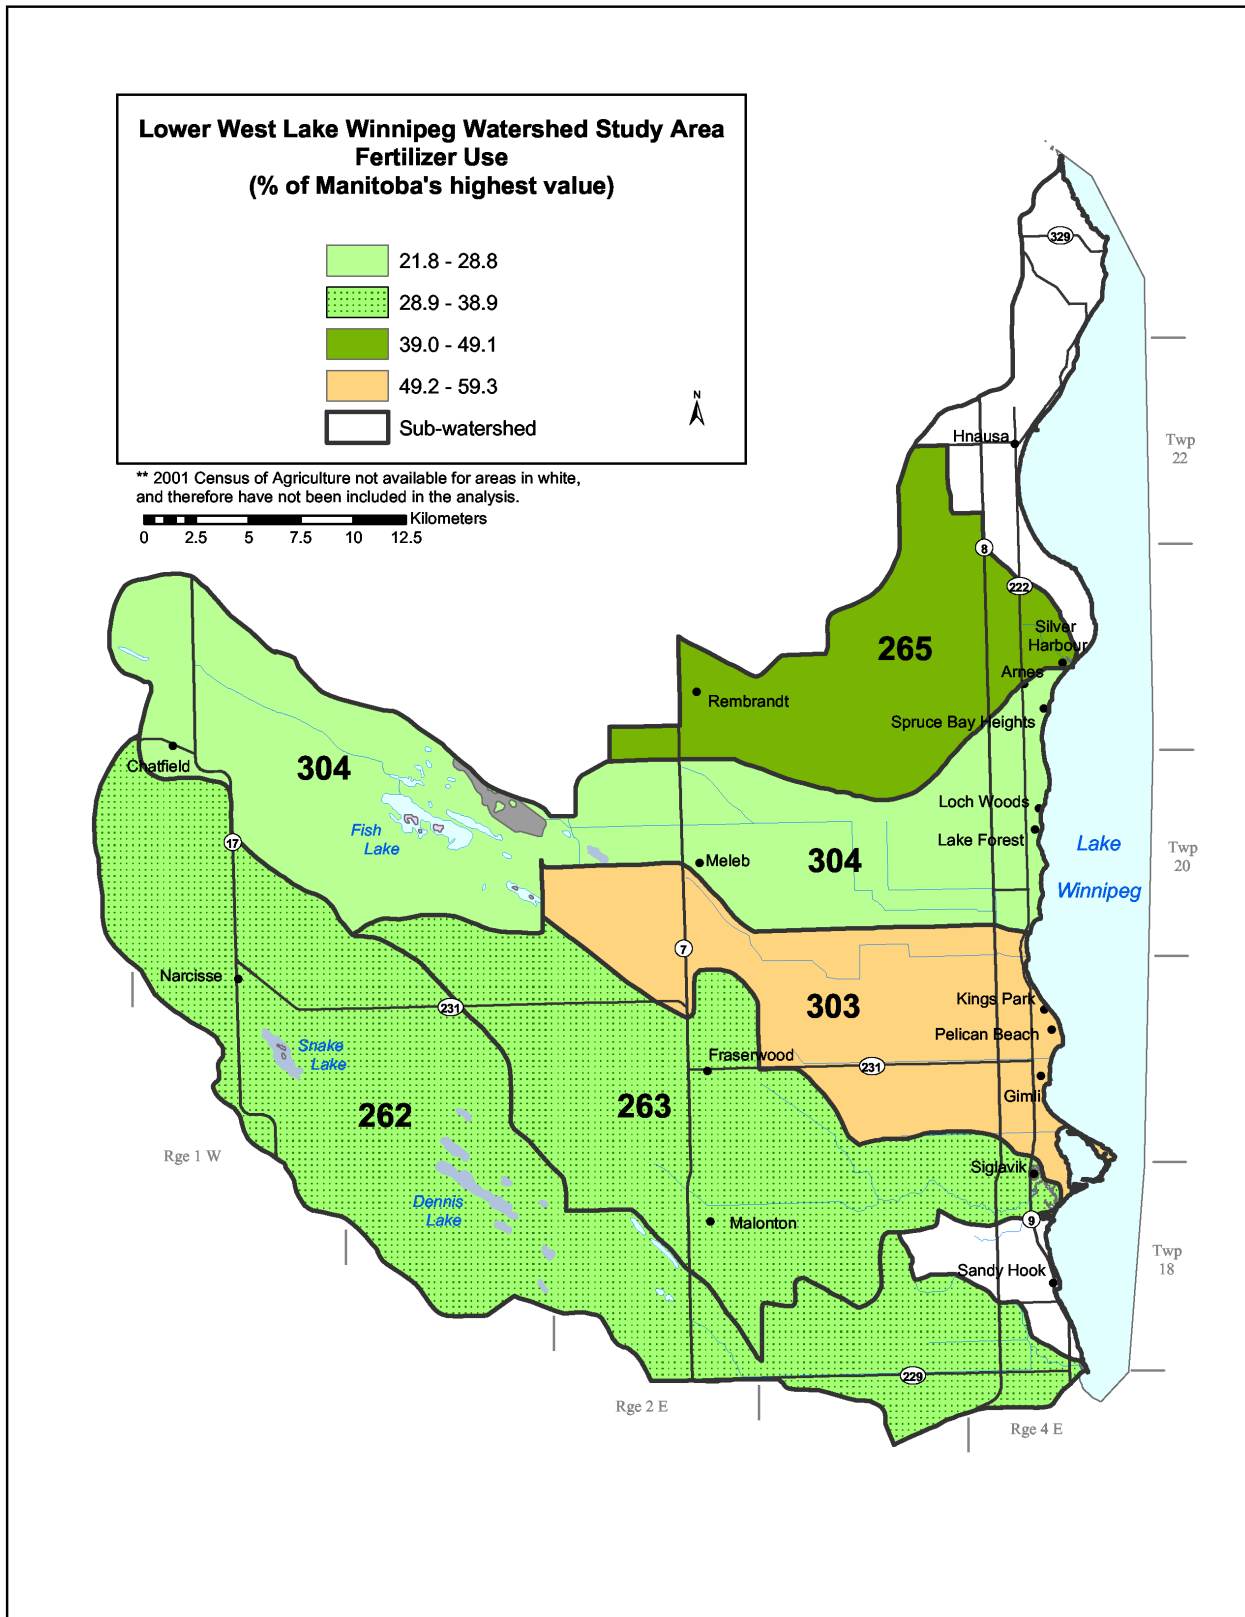 Lower West Lake Winnipeg Watershed Study Area
Fertilizer Use
(% of Manitoba's highest value)
21.8 - 28.8
28.9 - 38.9
39.0 - 49.1
49.2 - 59.3
Sub-watershed
N
** 2001 Census of Agriculture not available for areas in white,
and therefore have not been included in the analysis.
Kilometers
0 2.5 5 7.5 10 12.5
329
Hnausa
Twp
22
8
222
Silver
Harbour
265
Arnes
Rembrandt
Spruce Bay Heights
Chatfield
304
Loch Woods
Fish
Lake
17
Lake Forest
Lake
Winnipeg
Twp
20
Meleb
304
7
Narcisse
231
303
Kings Park
Pelican Beach
Snake
Lake
Fraserwood
231
Gimli
262
263
Rge 1 W
Siglavik
Dennis
Lake
Malonton
9
Twp
18
Sandy Hook
229
Rge 2 E
Rge 4 E